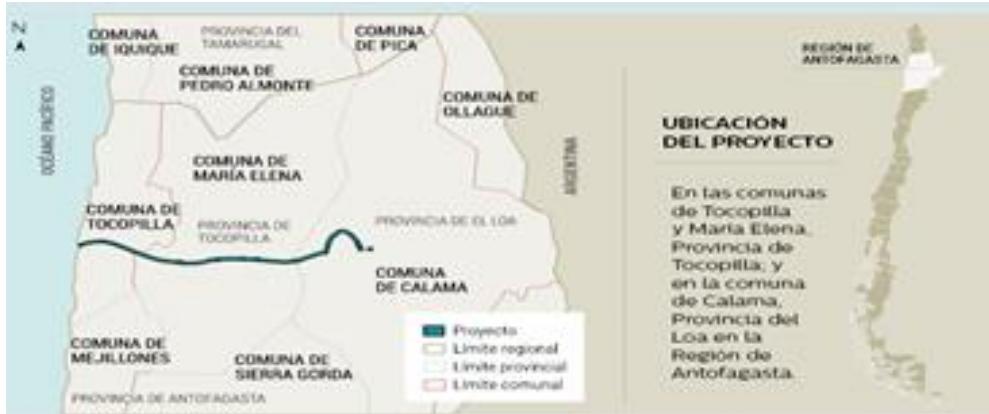 N
COMUNA
DE IQUIQUE
PROVINCIA DEL
TAMARUGAL
COMUNA
DE PICA
REGIÓN DE
ANTOFAGASTA
COMUNA DE
PEDRO ALMONTE
COMUNA DE
OLLAGUE
OCÉANO PACÍFICO
ARGENTINA
UBICACIÓN
DEL PROYECTO
COMUNA DE
MARÍA ELENA
En las comunas
de Tocopilla
y María Elena,
Provincia de
Tocopilla; y
en la comuna
de Calama,
Provincia del
Loa en la
Región de
Antofagasta.
COMUNA DE
TOCOPILLA
PROVINCIA DE
TOCOPILLA
PROVINCIA DE EL LOA
COMUNA
DE CALAMA
COMUNA DE
MEJILLONES
COMUNA DE
SIERRA GORDA
PROVINCIA DE ANTOFAGASTA
Proyecto
Límite regional
Límite provincial
Límite comunal